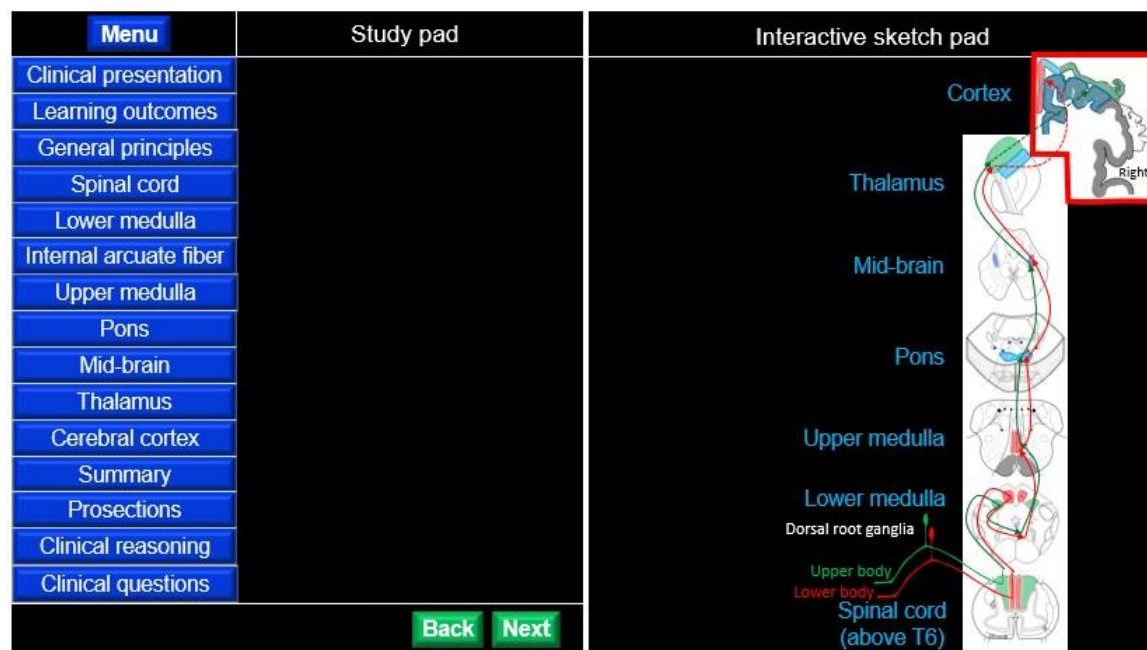 Menu
Study pad
Interactive sketch pad
Clinical presentation
Learning outcomes
General principles
Spinal cord
Lower medulla
Internal arcuate fiber
Upper medulla
Pons
Mid-brain
Thalamus
Cerebral cortex
Summary
Prosections
Clinical reasoning
Clinical questions
Back
Next
Cortex
Right
Thalamus
Mid-brain
Pons
Upper medulla
Lower medulla
Dorsal root ganglia
Upper body
Lower body
Spinal cord
(above T6)